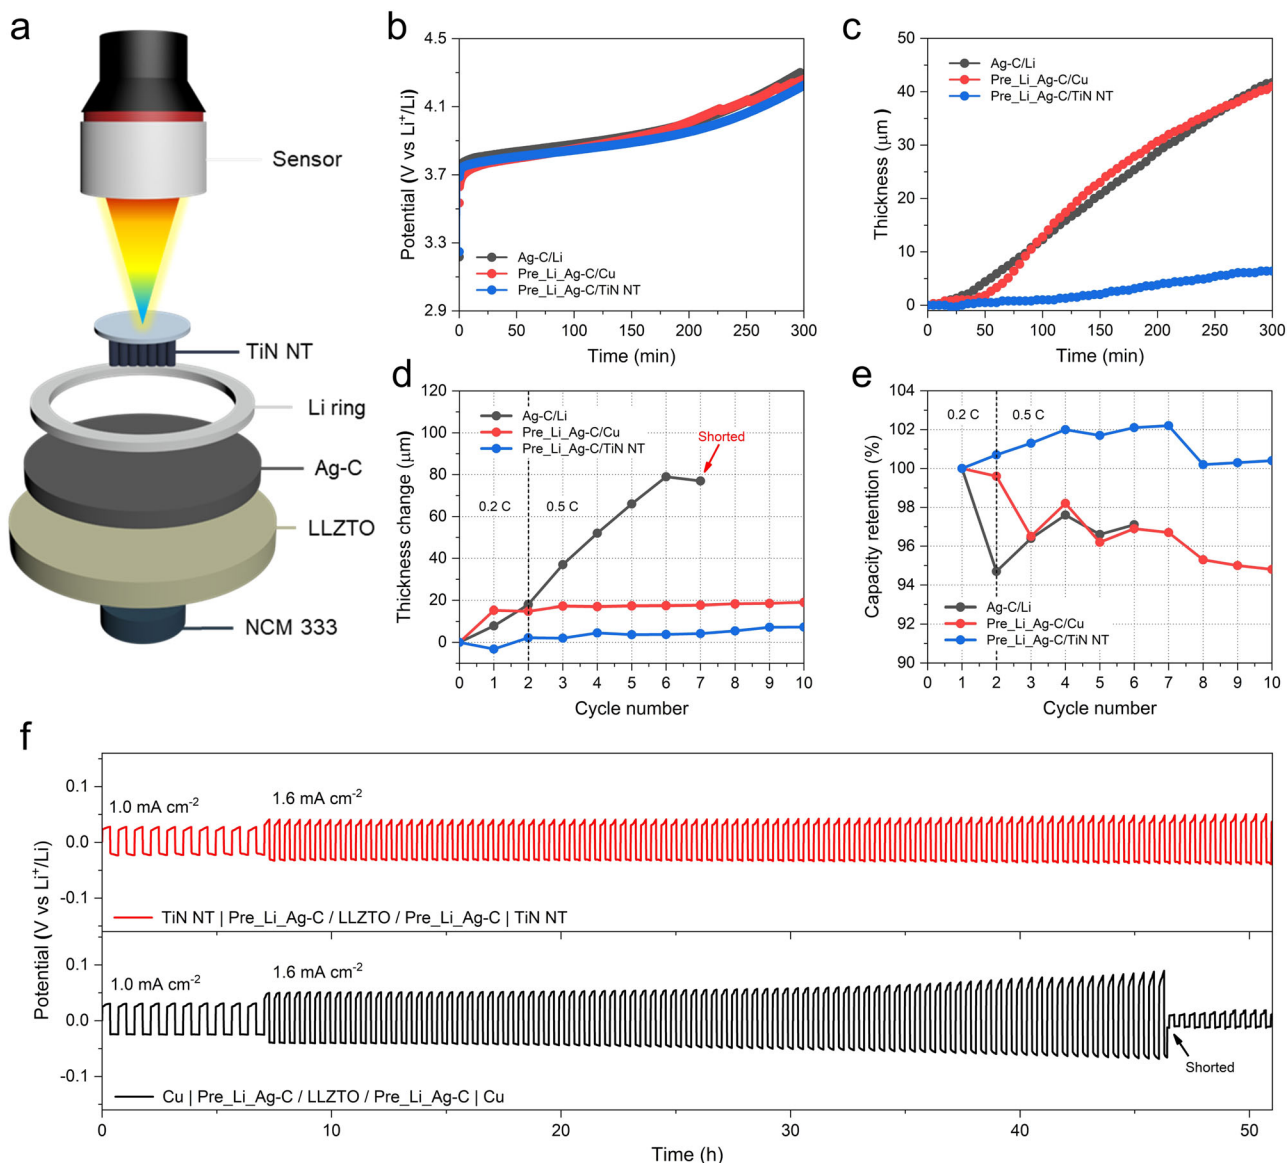 a
Sensor
TiN NT
Li ring
Ag-C
LLZTO
NCM 333
b
4.5
4.1
3.7
3.3
2.9
Potential (V vs Li⁺/Li)
Ag-C/Li
Pre_Li_Ag-C/Cu
Pre_Li_Ag-C/TiN NT
0 50 100 150 200 250 300
Time (min)
c
50
40
30
20
10
0
Thickness (μm)
Ag-C/Li
Pre_Li_Ag-C/Cu
Pre_Li_Ag-C/TiN NT
0 50 100 150 200 250 300
Time (min)
d
120
100
80
60
40
20
0
Thickness change (μm)
Ag-C/Li
Pre_Li_Ag-C/Cu
Pre_Li_Ag-C/TiN NT
Shorted
0.2 C 0.5 C
0 1 2 3 4 5 6 7 8 9 10
Cycle number
e
104
102
100
98
96
94
92
90
Capacity retention (%)
0.2 C 0.5 C
Ag-C/Li
Pre_Li_Ag-C/Cu
Pre_Li_Ag-C/TiN NT
0 1 2 3 4 5 6 7 8 9 10
Cycle number
f
Potential (V vs Li⁺/Li)
0.1
0.0
-0.1
1.0 mA cm⁻² 1.6 mA cm⁻²
TiN NT | Pre_Li_Ag-C / LLZTO / Pre_Li_Ag-C | TiN NT
0.1
0.0
-0.1
1.0 mA cm⁻² 1.6 mA cm⁻²
Shorted
Cu | Pre_Li_Ag-C / LLZTO / Pre_Li_Ag-C | Cu
0 10 20 30 40 50
Time (h)